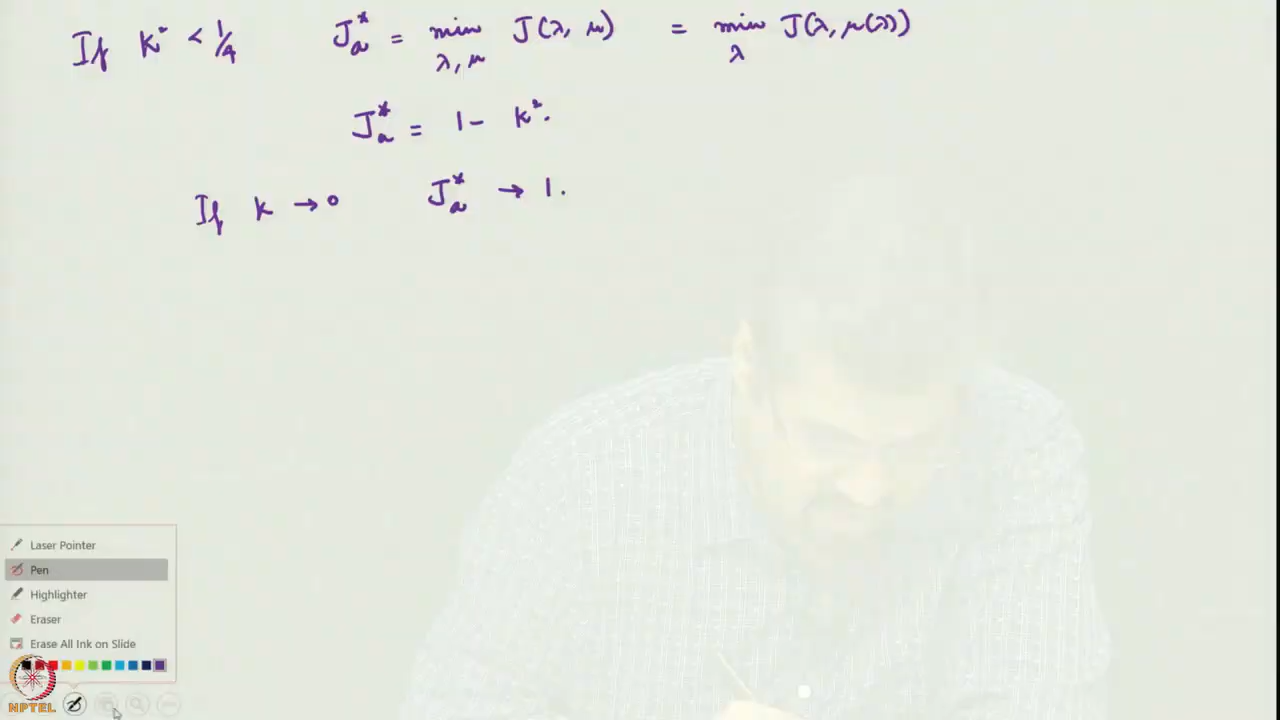 If k² < 1/4 J*ₐ = min J(λ, μ) = min J(λ, μ(λ))
λ, μ λ
J*ₐ = 1 - k².
If k → 0 J*ₐ → 1.
Laser Pointer
Pen
Highlighter
Eraser
Erase All Ink on Slide
NPTEL